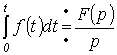 ∫₀ᵗ f(t)dt ≓ F(p)/p